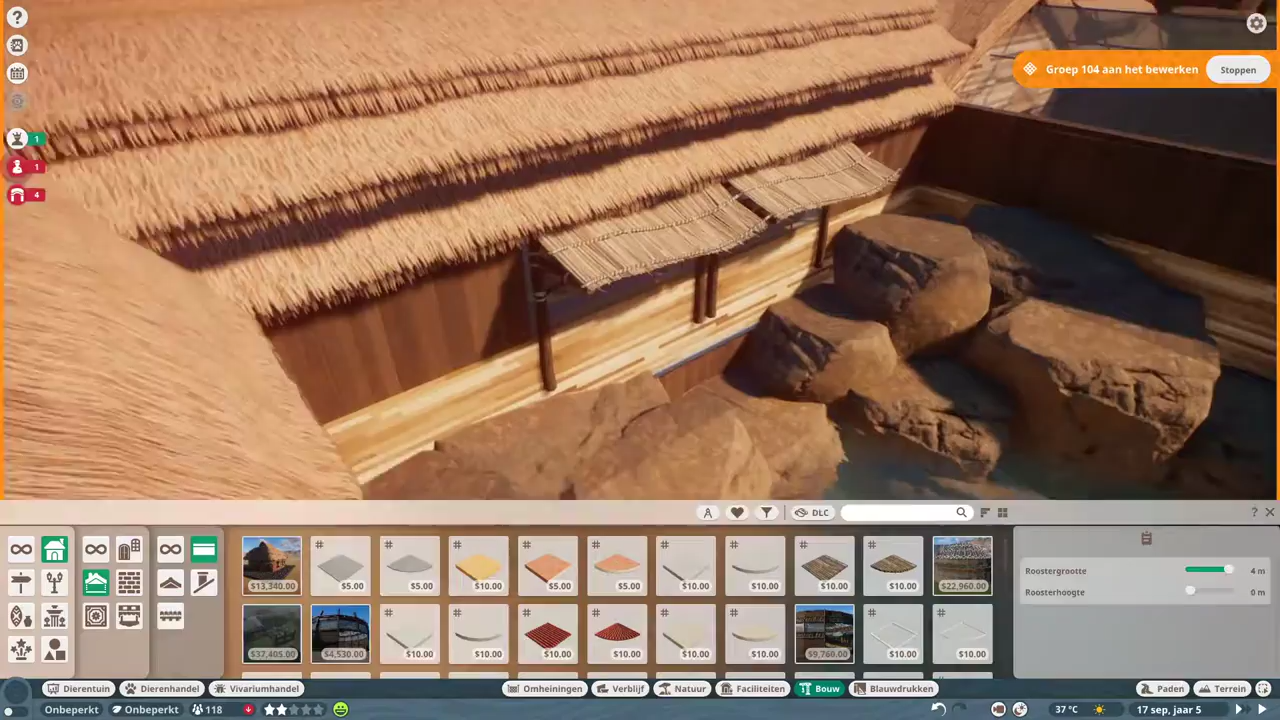 Groep 104 aan het bewerken
Stoppen
1
1
4
DLC
$13,340.00
$5.00
$5.00
$10.00
$5.00
$5.00
$10.00
$10.00
$10.00
$10.00
$22,960.00
$37,405.00
$4,530.00
$10.00
$10.00
$10.00
$10.00
$10.00
$10.00
$9,760.00
$10.00
$10.00
Roostergrootte
4 m
Roosterhoogte
0 m
Dierentuin
Dierenhandel
Vivariumhandel
Omheiningen
Verblijf
Natuur
Faciliteiten
Bouw
Blauwdrukken
Paden
Terrein
Onbeperkt
Onbeperkt
118
37 °C
17 sep, jaar 5